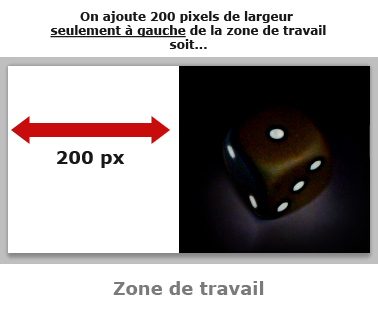 On ajoute 200 pixels de largeur
seulement à gauche de la zone de travail
soit...
200 px
Zone de travail